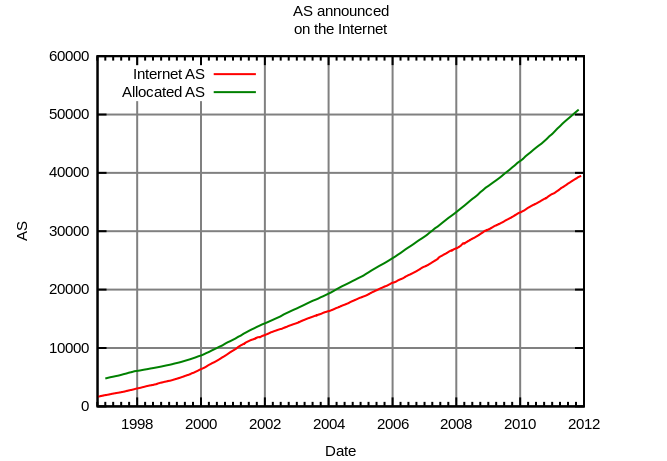 AS announced
on the Internet
60000
50000
40000
30000
20000
10000
0
Internet AS
Allocated AS
AS
1998 2000 2002 2004 2006 2008 2010 2012
Date